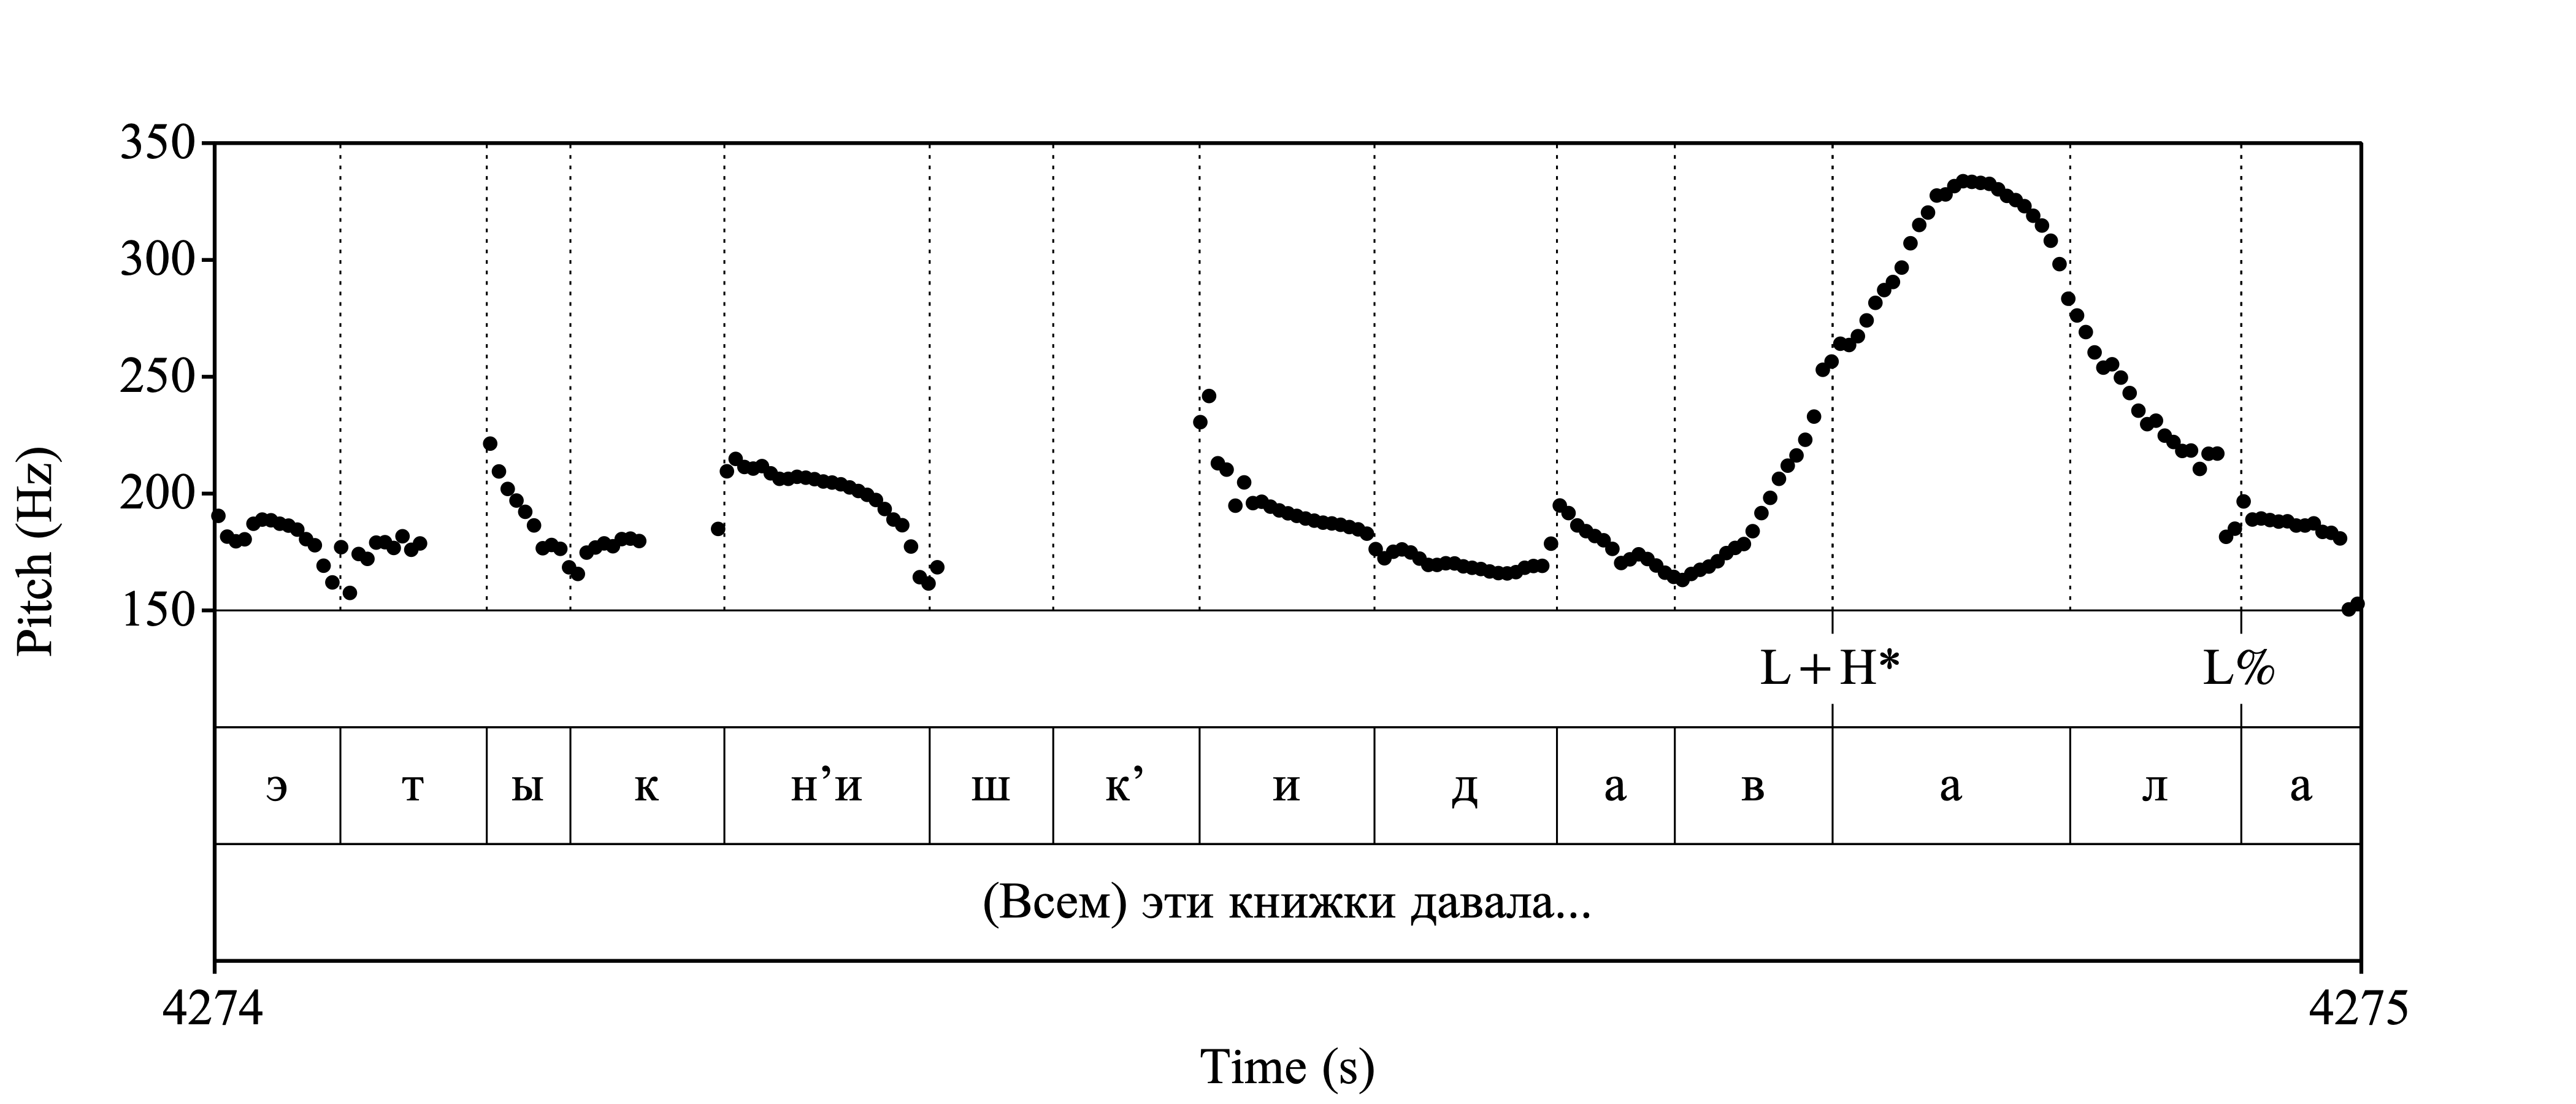 350
300
250
200
150
Pitch (Hz)
L+H* L%
э т ы к н’и ш к’ и д а в а л а
(Всем) эти книжки давала...
4274 4275
Time (s)